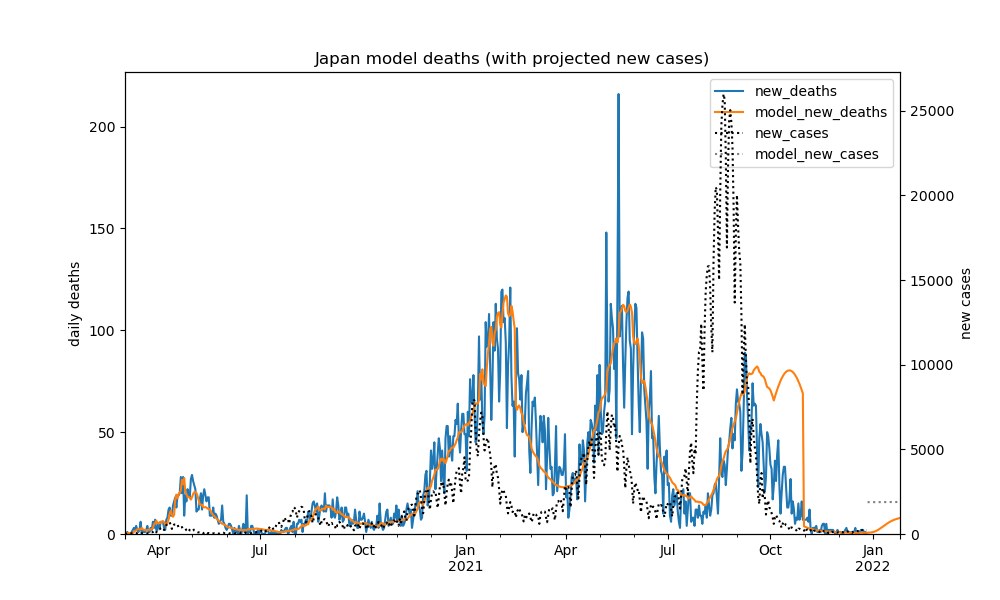 Japan model deaths (with projected new cases)
new_deaths
model_new_deaths
new_cases
model_new_cases
daily deaths
200
150
100
50
0
new cases
25000
20000
15000
10000
5000
0
Apr
Jul
Oct
Jan
2021
Apr
Jul
Oct
Jan
2022